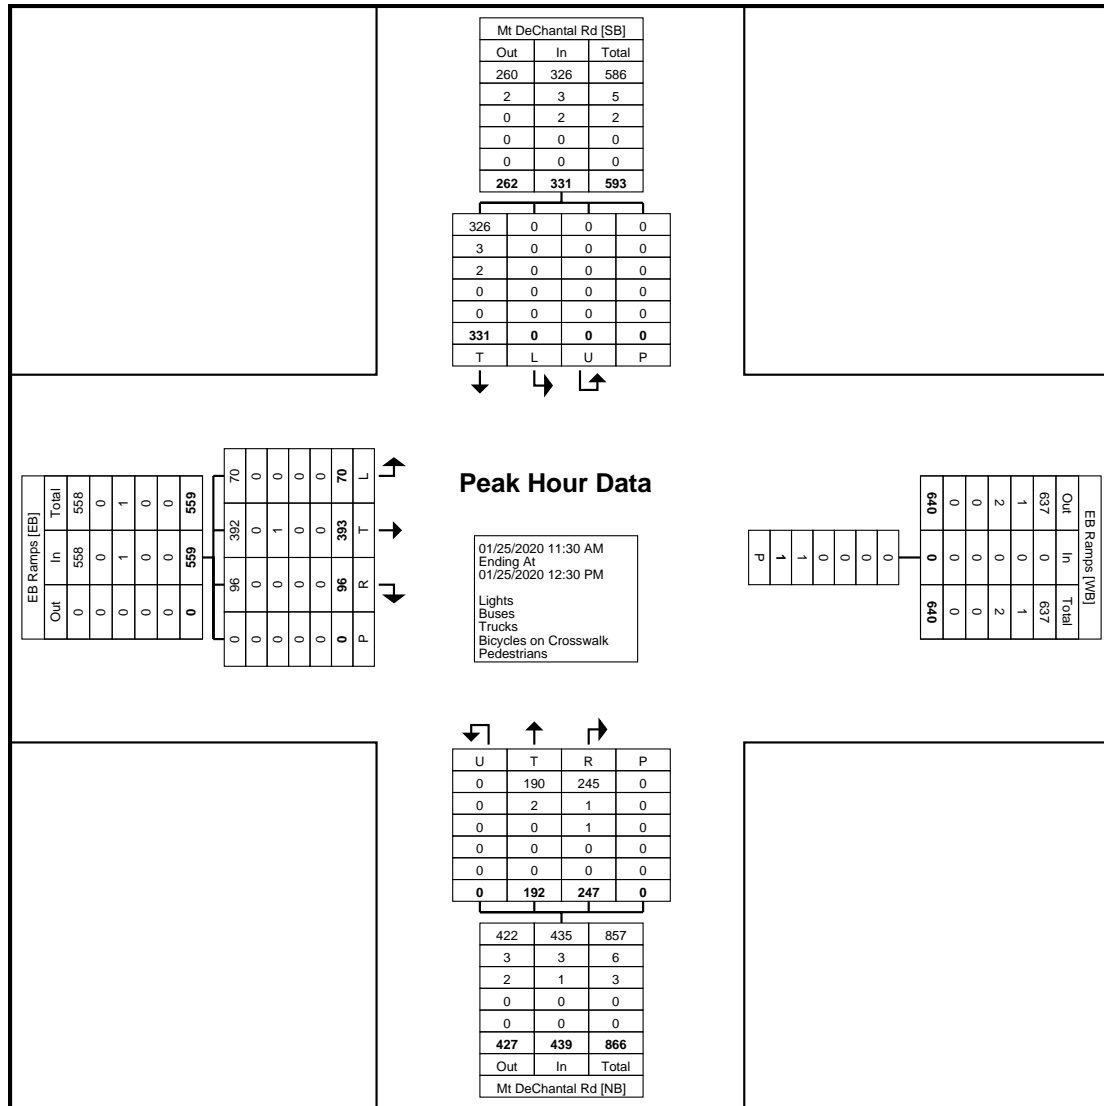 Mt DeChantal Rd [SB]
Out In Total
260 326 586
2 3 5
0 2 2
0 0 0
0 0 0
262 331 593
326 0 0 0
3 0 0 0
2 0 0 0
0 0 0 0
0 0 0 0
331 0 0 0
T L U P
EB Ramps [EB]
Total 558 0 1 0 0 559
In 558 0 1 0 0 559
Out 0 0 0 0 0 0
70 0 0 0 0 70 L
392 0 1 0 0 393 T
96 0 0 0 0 96 R
0 0 0 0 0 0 P
Peak Hour Data
01/25/2020 11:30 AM
Ending At
01/25/2020 12:30 PM
Lights
Buses
Trucks
Bicycles on Crosswalk
Pedestrians
EB Ramps [WB]
Out In Total
637 0 637
1 0 1
2 0 2
0 0 0
0 0 0
640 0 640
0
0
0
0
1
1
P
U T R P
0 190 245 0
0 2 1 0
0 0 1 0
0 0 0 0
0 0 0 0
0 192 247 0
422 435 857
3 3 6
2 1 3
0 0 0
0 0 0
427 439 866
Out In Total
Mt DeChantal Rd [NB]